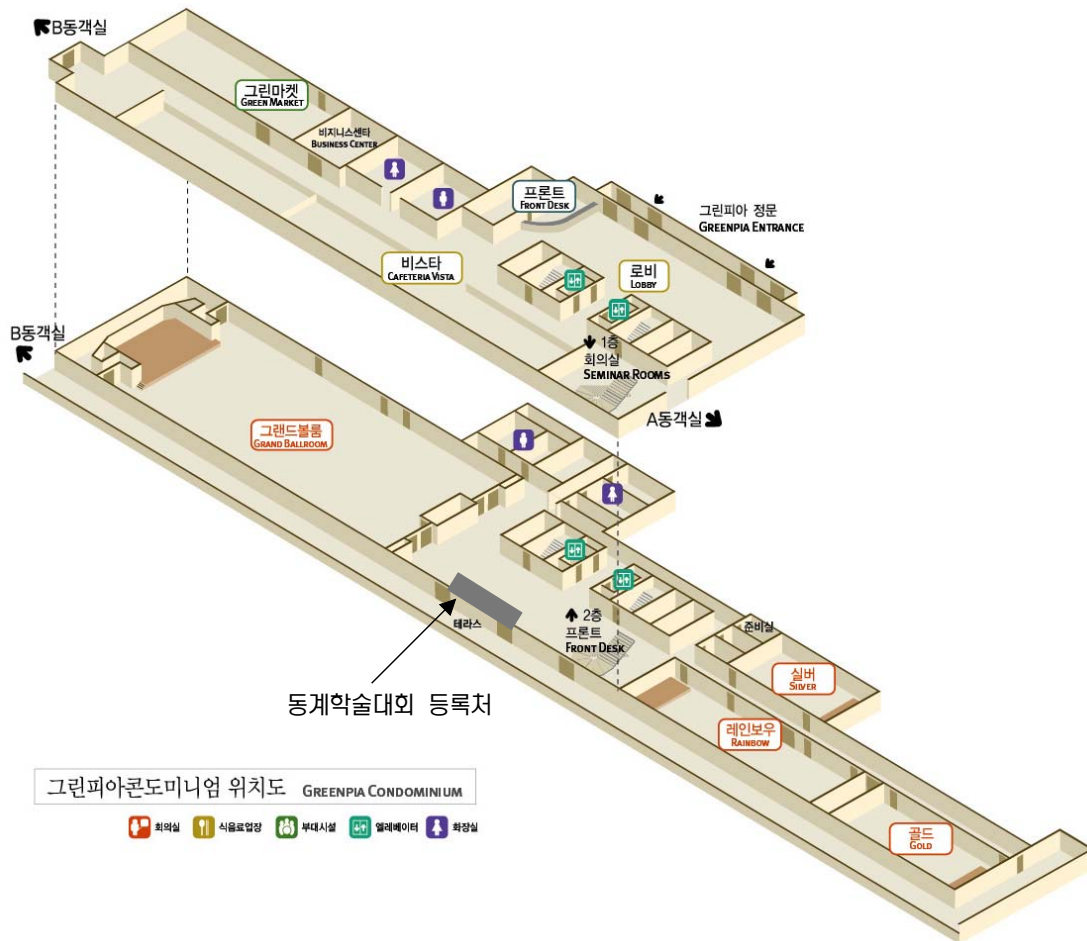 B동객실
그린마켓
GREEN MARKET
비지니스센타
BUSINESS CENTER
프론트
FRONT DESK
그린피아 정문
GREENPIA ENTRANCE
비스타
CAFETERIA VISTA
로비
LOBBY
1층
회의실
SEMINAR ROOMS
A동객실
B동객실
그랜드볼룸
GRAND BALLROOM
2층
프론트
FRONT DESK
테라스
준비실
실버
SILVER
동계학술대회 등록처
레인보우
RAINBOW
골드
GOLD
그린피아콘도미니엄 위치도 GREENPIA CONDOMINIUM
회의실 식음료업장 부대시설 엘레베이터 화장실